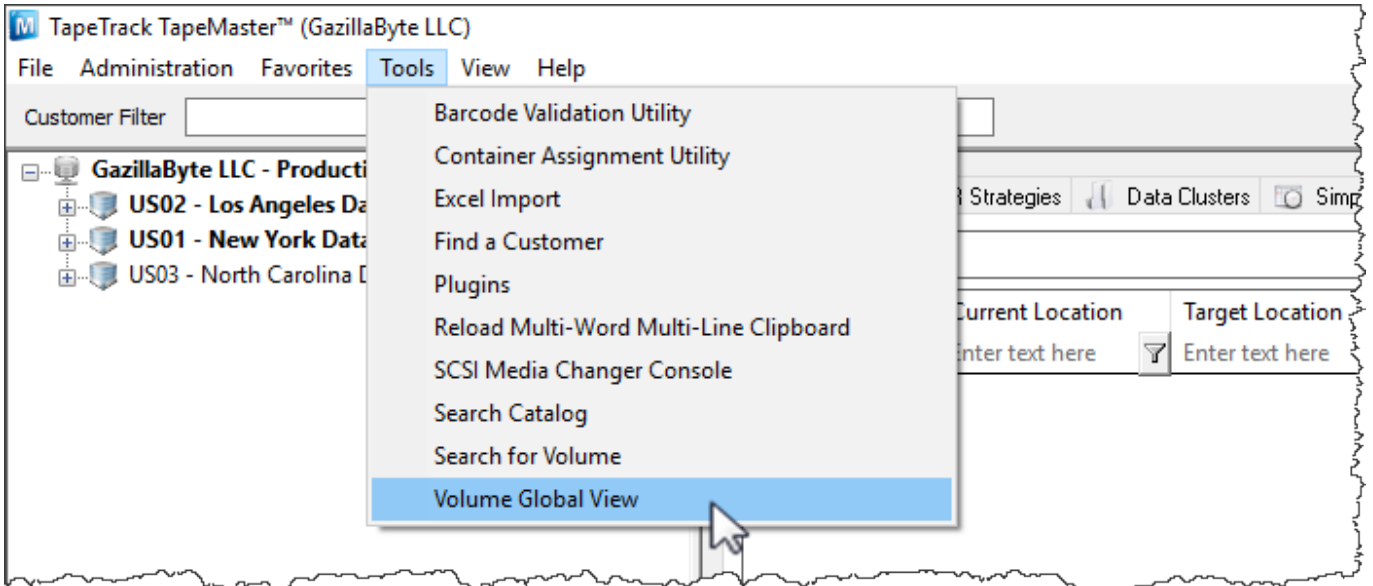 TapeTrack TapeMaster™ (GazillaByte LLC)
File Administration Favorites Tools View Help
Customer Filter
Barcode Validation Utility
Container Assignment Utility
Excel Import
Find a Customer
Plugins
Reload Multi-Word Multi-Line Clipboard
SCSI Media Changer Console
Search Catalog
Search for Volume
Volume Global View
GazillaByte LLC - Producti
US02 - Los Angeles Da
US01 - New York Data
US03 - North Carolina
Strategies Data Clusters Simp
Current Location Target Location
Enter text here Enter text here